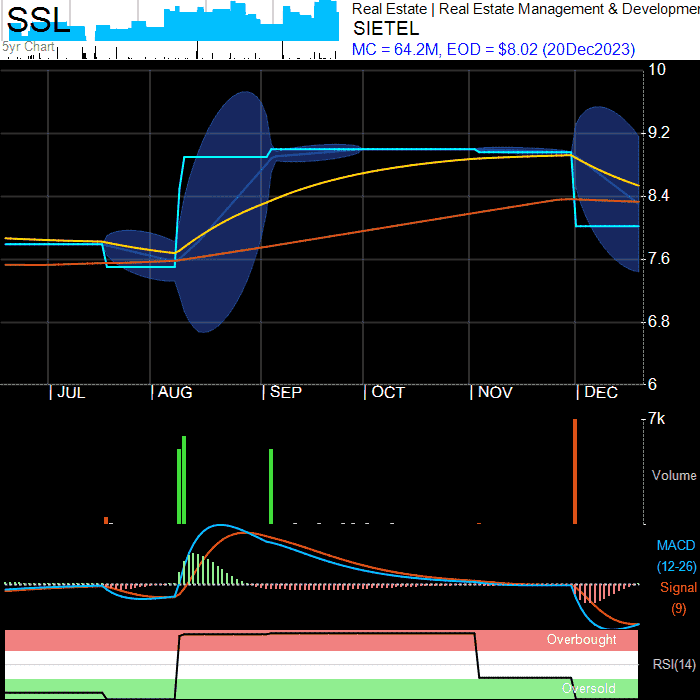 SSL
Real Estate | Real Estate Management & Developmen
SIETEL
5yr Chart
MC = 64.2M, EOD = $8.02 (20Dec2023)
10
9.2
8.4
7.6
6.8
6
| JUL | AUG | SEP | OCT | NOV | DEC
7k
Volume
MACD
(12-26)
Signal
(9)
Overbought
RSI(14)
Oversold